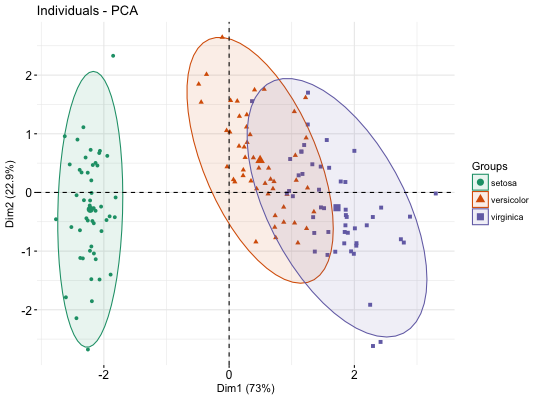 Individuals - PCA
Dim2 (22.9%)
2
1
0
-1
-2
-2
0
2
Dim1 (73%)
Groups
setosa
versicolor
virginica